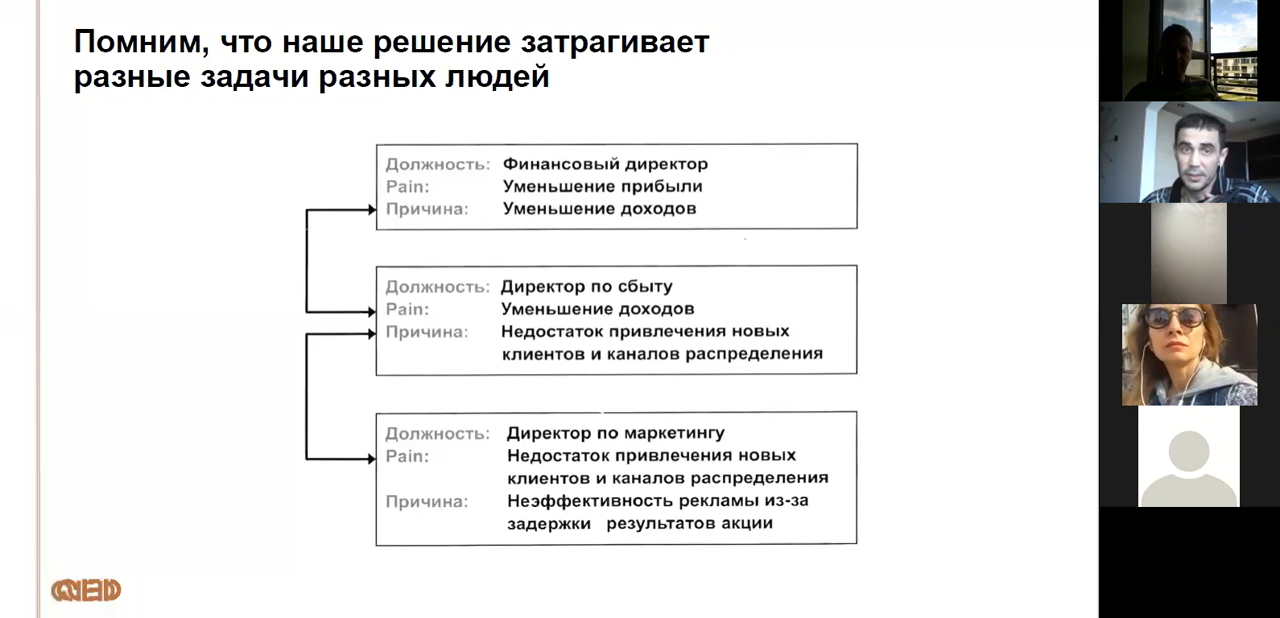 Помним, что наше решение затрагивает
разные задачи разных людей
Должность: Финансовый директор
Pain: Уменьшение прибыли
Причина: Уменьшение доходов
Должность: Директор по сбыту
Pain: Уменьшение доходов
Причина: Недостаток привлечения новых
клиентов и каналов распределения
Должность: Директор по маркетингу
Pain: Недостаток привлечения новых
клиентов и каналов распределения
Причина: Неэффективность рекламы из-за
задержки результатов акции